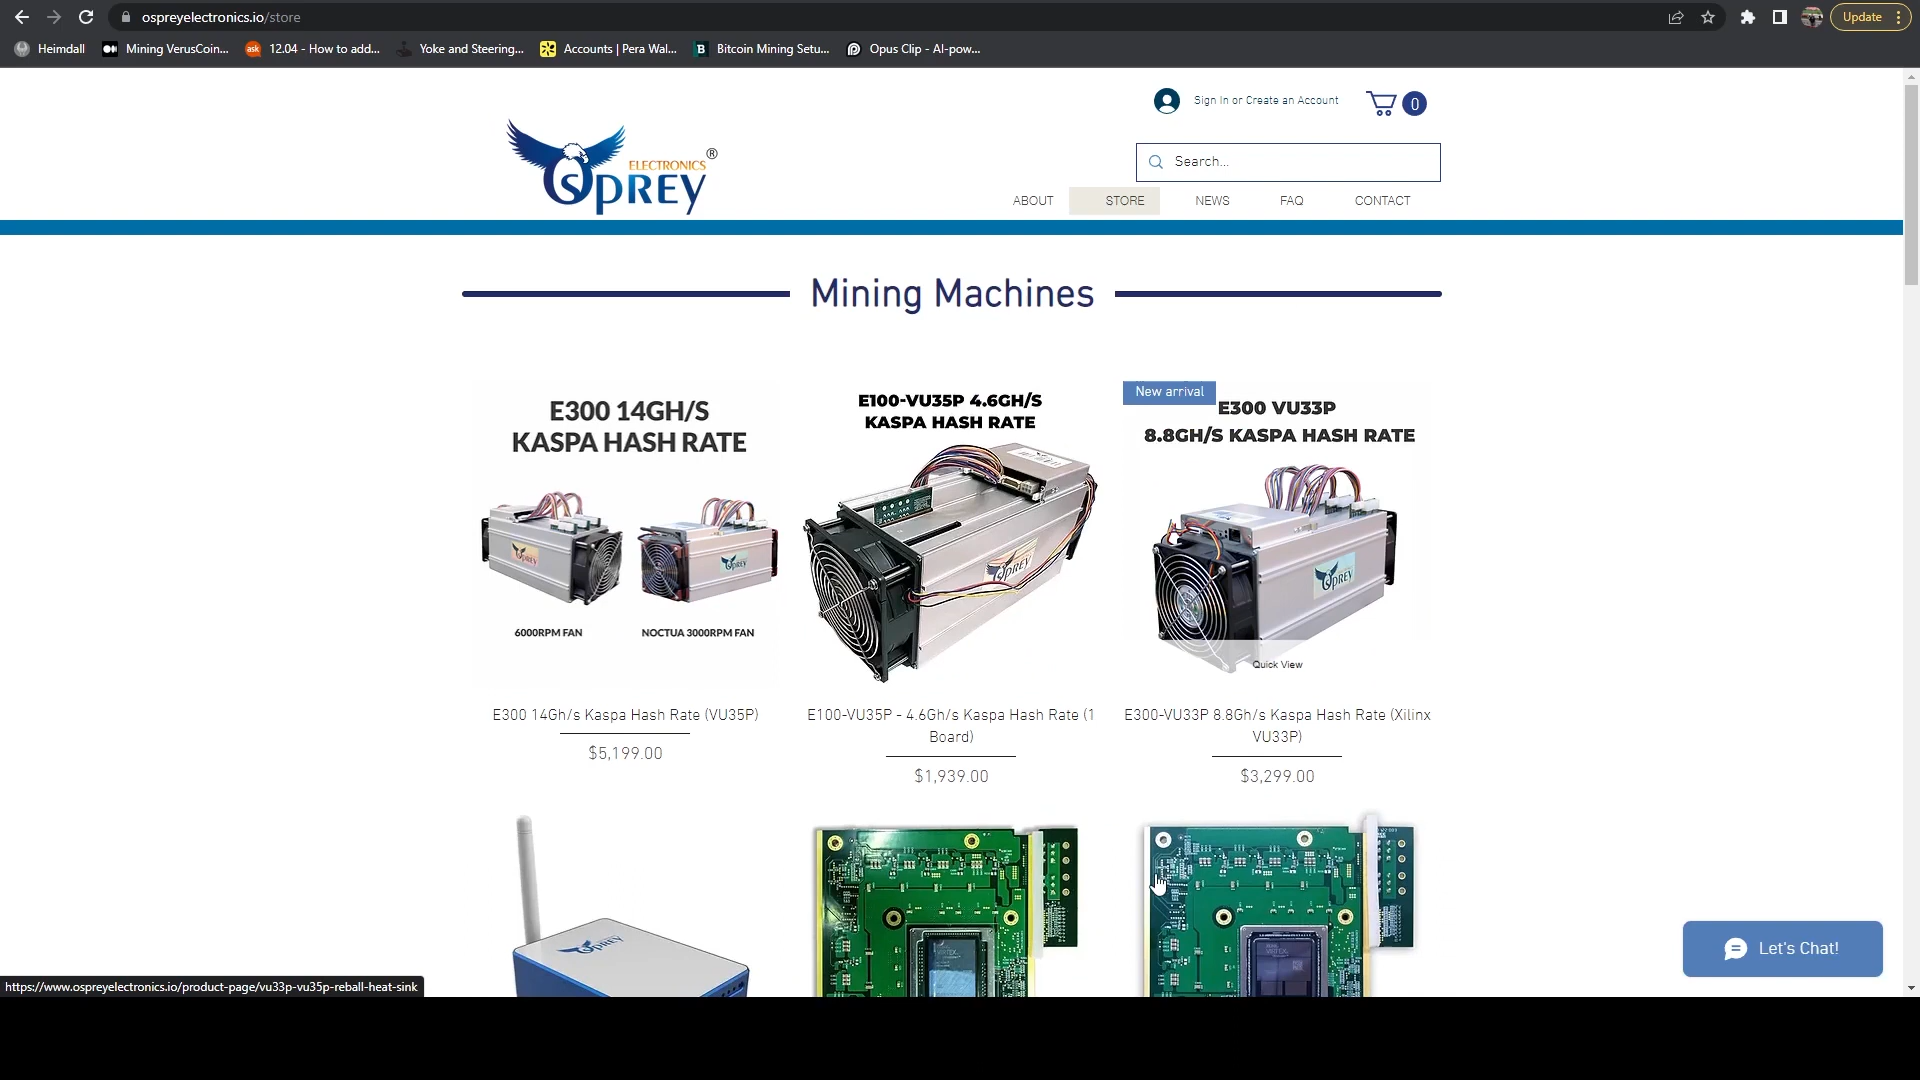 ospreyelectronics.io/store
Update
Heimdall
Mining VerusCoin...
ask
12.04 - How to add...
Yoke and Steering...
Accounts | Pera Wal...
B
Bitcoin Mining Setu...
Opus Clip - AI-pow...
Sign In or Create an Account
0
ELECTRONICS ®
OSPREY
Search...
ABOUT
STORE
NEWS
FAQ
CONTACT
Mining Machines
E300 14GH/S
KASPA HASH RATE
6000RPM FAN
NOCTUA 3000RPM FAN
E300 14Gh/s Kaspa Hash Rate (VU35P)
$5,199.00
E100-VU35P 4.6GH/S
KASPA HASH RATE
OSPREY
E100-VU35P - 4.6Gh/s Kaspa Hash Rate (1
Board)
$1,939.00
New arrival
E300 VU33P
8.8GH/S KASPA HASH RATE
OSPREY
Quick View
E300-VU33P 8.8Gh/s Kaspa Hash Rate (Xilinx
VU33P)
$3,299.00
OSPREY
Let's Chat!
https://www.ospreyelectronics.io/product-page/vu33p-vu35p-reball-heat-sink